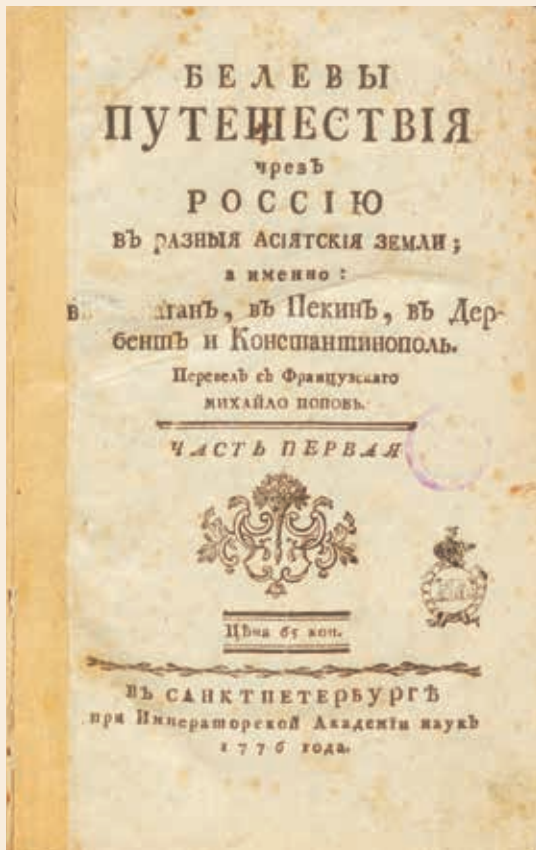 БЕЛЕВЫ
ПУТЕШЕСТВІЯ
чрезъ
РОССІЮ
ВЪ РАЗНЫЯ АСІЯТСКІЯ ЗЕМЛИ;
а именно:
въ Пекинъ, въ Дер-
бентъ и Константинополь.
Перевелъ съ Французскаго
МИХАЙЛО ПОПОВЪ.
ЧАСТЬ ПЕРВАЯ
Цѣна 65 коп.
ВЪ САНКТПЕТЕРБУРГѢ
при Императорской Академіи наукъ
1776 года.